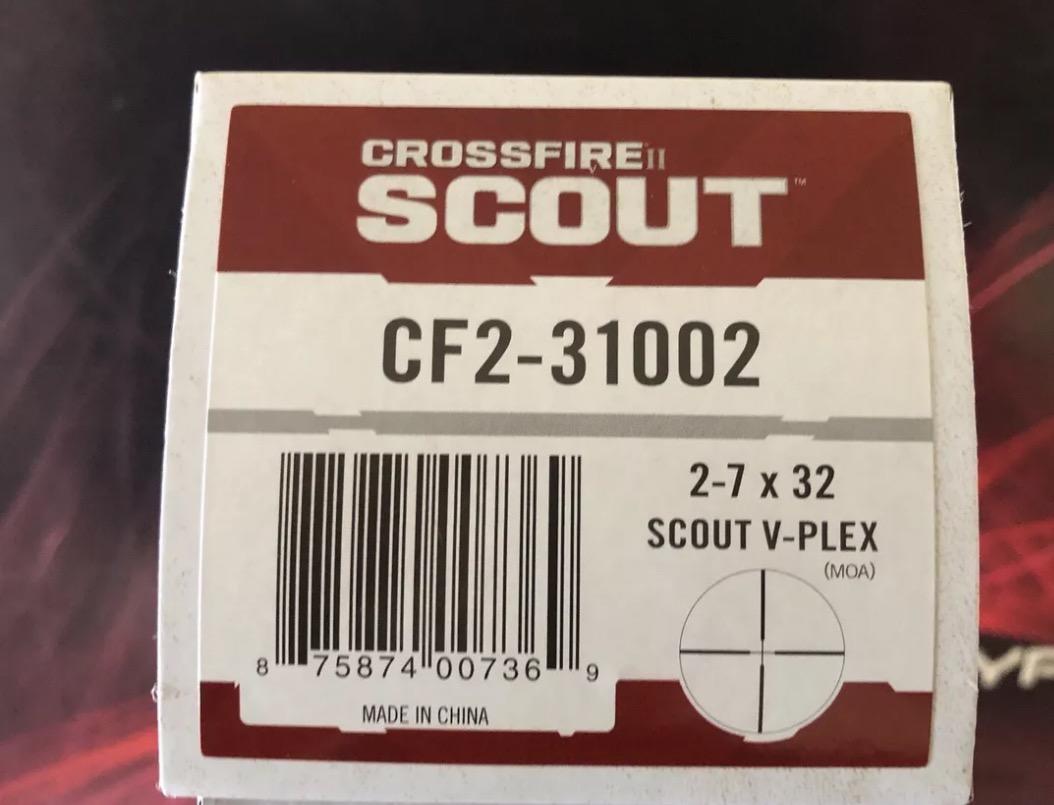 CROSSFIRE II
SCOUT™
CF2-31002
2-7 x 32
SCOUT V-PLEX
(MOA)
8 75874 00736 9
MADE IN CHINA